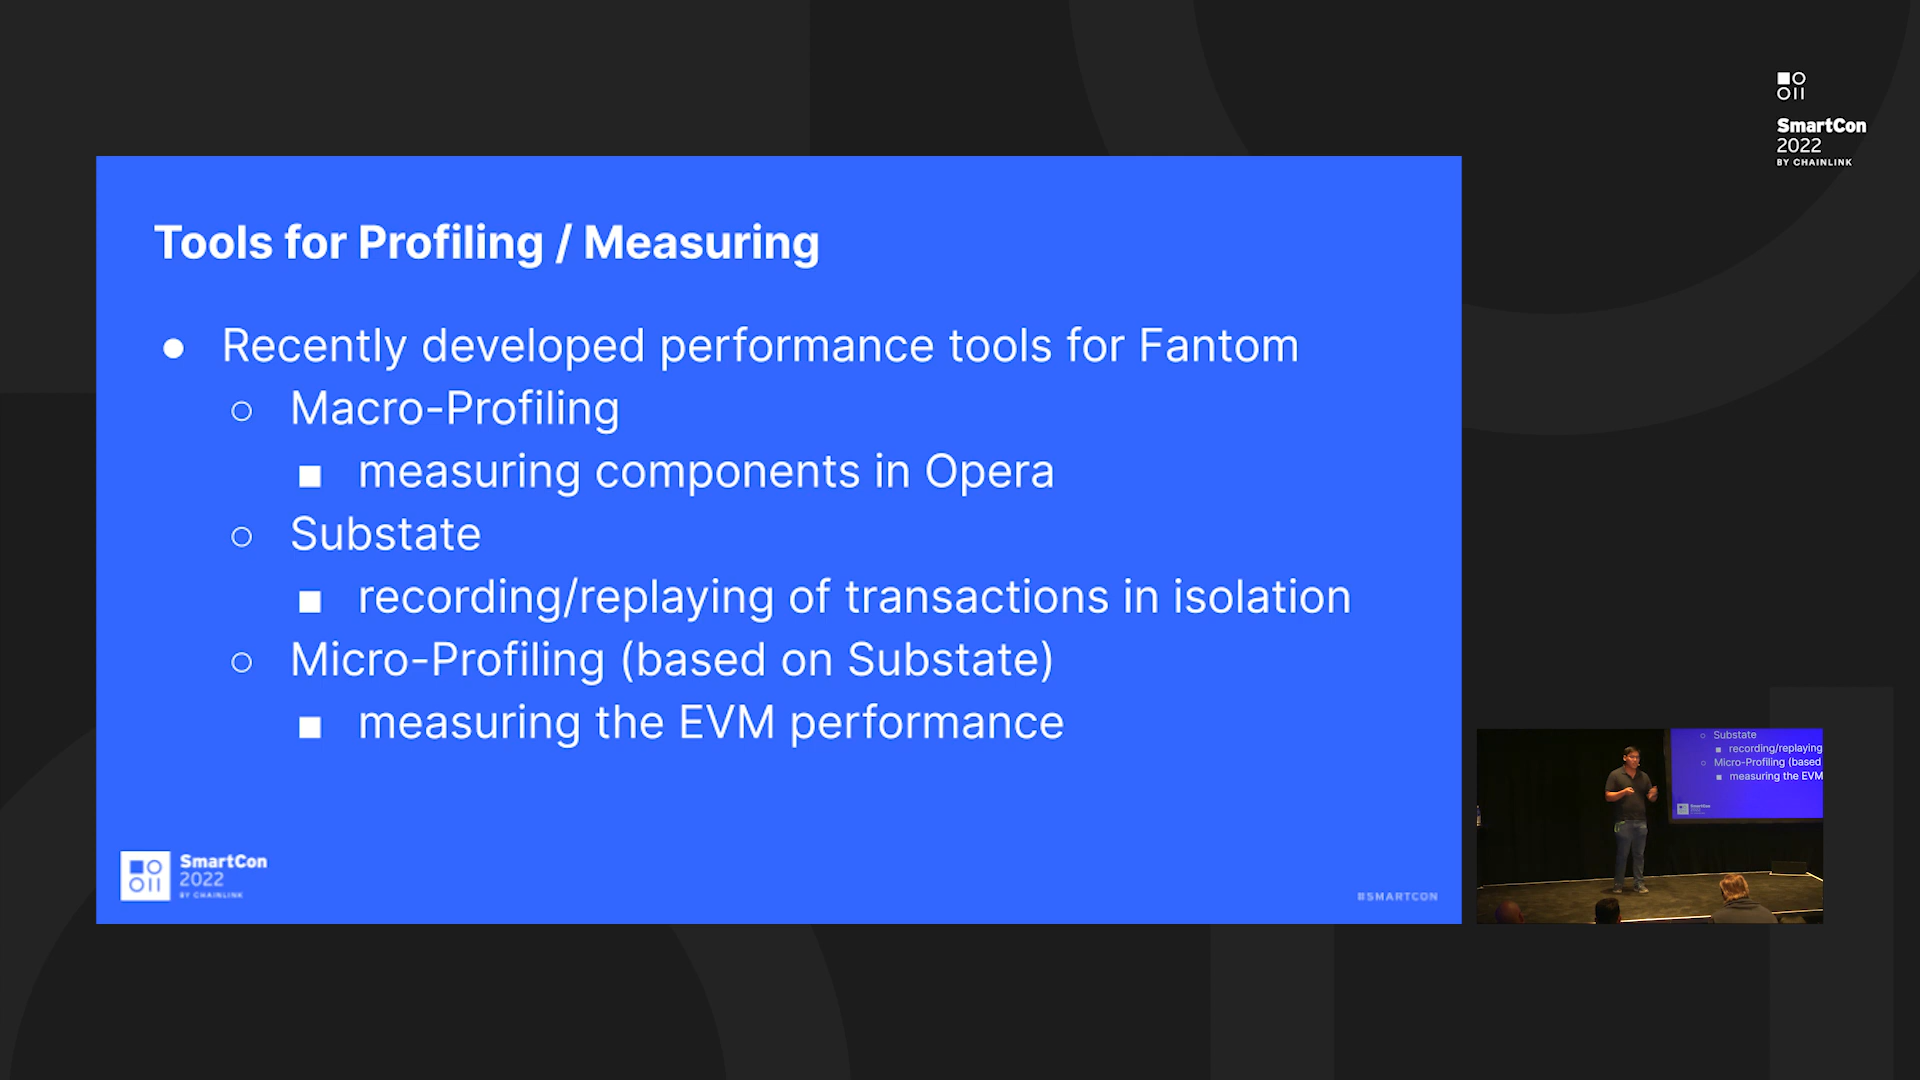 SmartCon
2022
BY CHAINLINK
Tools for Profiling / Measuring
● Recently developed performance tools for Fantom
○ Macro-Profiling
■ measuring components in Opera
○ Substate
■ recording/replaying of transactions in isolation
○ Micro-Profiling (based on Substate)
■ measuring the EVM performance
SmartCon
2022
BY CHAINLINK
#SMARTCON
○ Substate
■ recording/replaying
○ Micro-Profiling (based
■ measuring the EVM